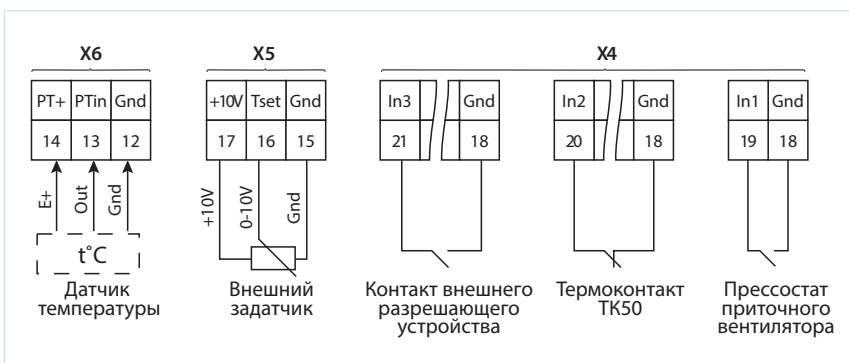 X6 X5 X4
PT+ PTin Gnd +10V Tset Gnd In3 Gnd In2 Gnd In1 Gnd
14 13 12 17 16 15 21 18 20 18 19 18
E+ Out Gnd +10V 0-10V Gnd
t°C
Датчик температуры
Внешний задатчик
Контакт внешнего разрешающего устройства
Термоконтакт ТК50
Прессостат приточного вентилятора